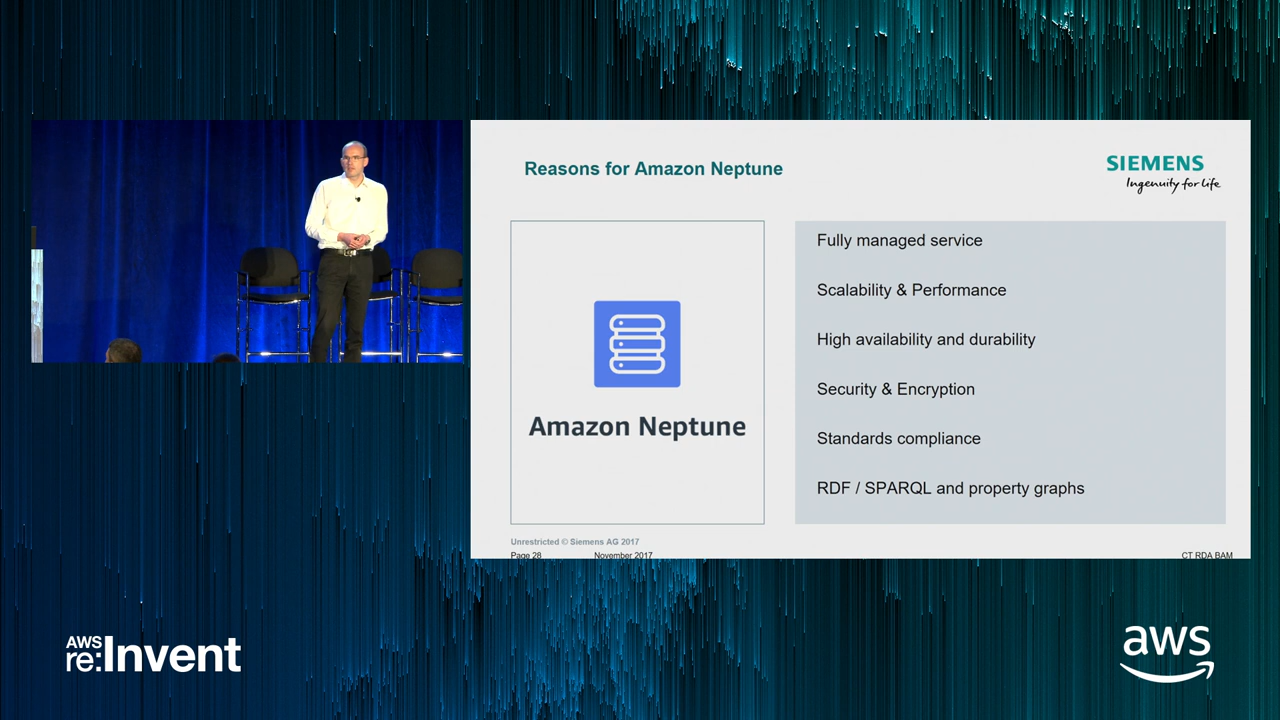 Reasons for Amazon Neptune
SIEMENS
Ingenuity for life
Amazon Neptune
Fully managed service
Scalability & Performance
High availability and durability
Security & Encryption
Standards compliance
RDF / SPARQL and property graphs
Unrestricted © Siemens AG 2017
Page 28
November 2017
CT RDA BAM
AWS
re:Invent
aws